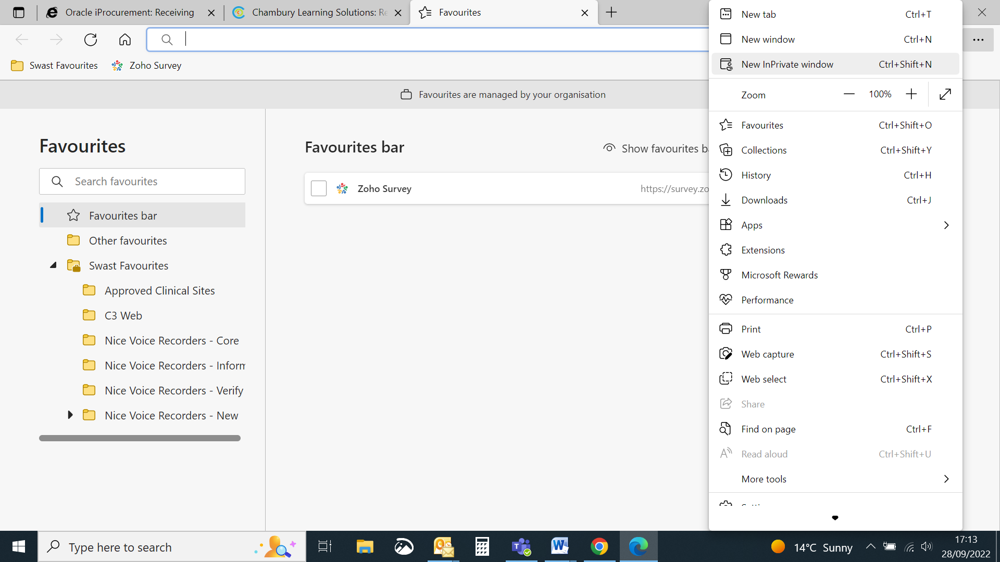 Oracle iProcurement: Receiving
Chambury Learning Solutions: Re
Favourites
Swast Favourites
Zoho Survey
Favourites are managed by your organisation
Favourites
Search favourites
Favourites bar
Other favourites
Swast Favourites
Approved Clinical Sites
C3 Web
Nice Voice Recorders - Core
Nice Voice Recorders - Inform
Nice Voice Recorders - Verify
Nice Voice Recorders - New
Favourites bar
Show favourites ba
Zoho Survey
https://survey.zo
New tab Ctrl+T
New window Ctrl+N
New InPrivate window Ctrl+Shift+N
Zoom 100%
Favourites Ctrl+Shift+O
Collections Ctrl+Shift+Y
History Ctrl+H
Downloads Ctrl+J
Apps
Extensions
Microsoft Rewards
Performance
Print Ctrl+P
Web capture Ctrl+Shift+S
Web select Ctrl+Shift+X
Share
Find on page Ctrl+F
Read aloud Ctrl+Shift+U
More tools
Type here to search
14°C Sunny
17:13
28/09/2022